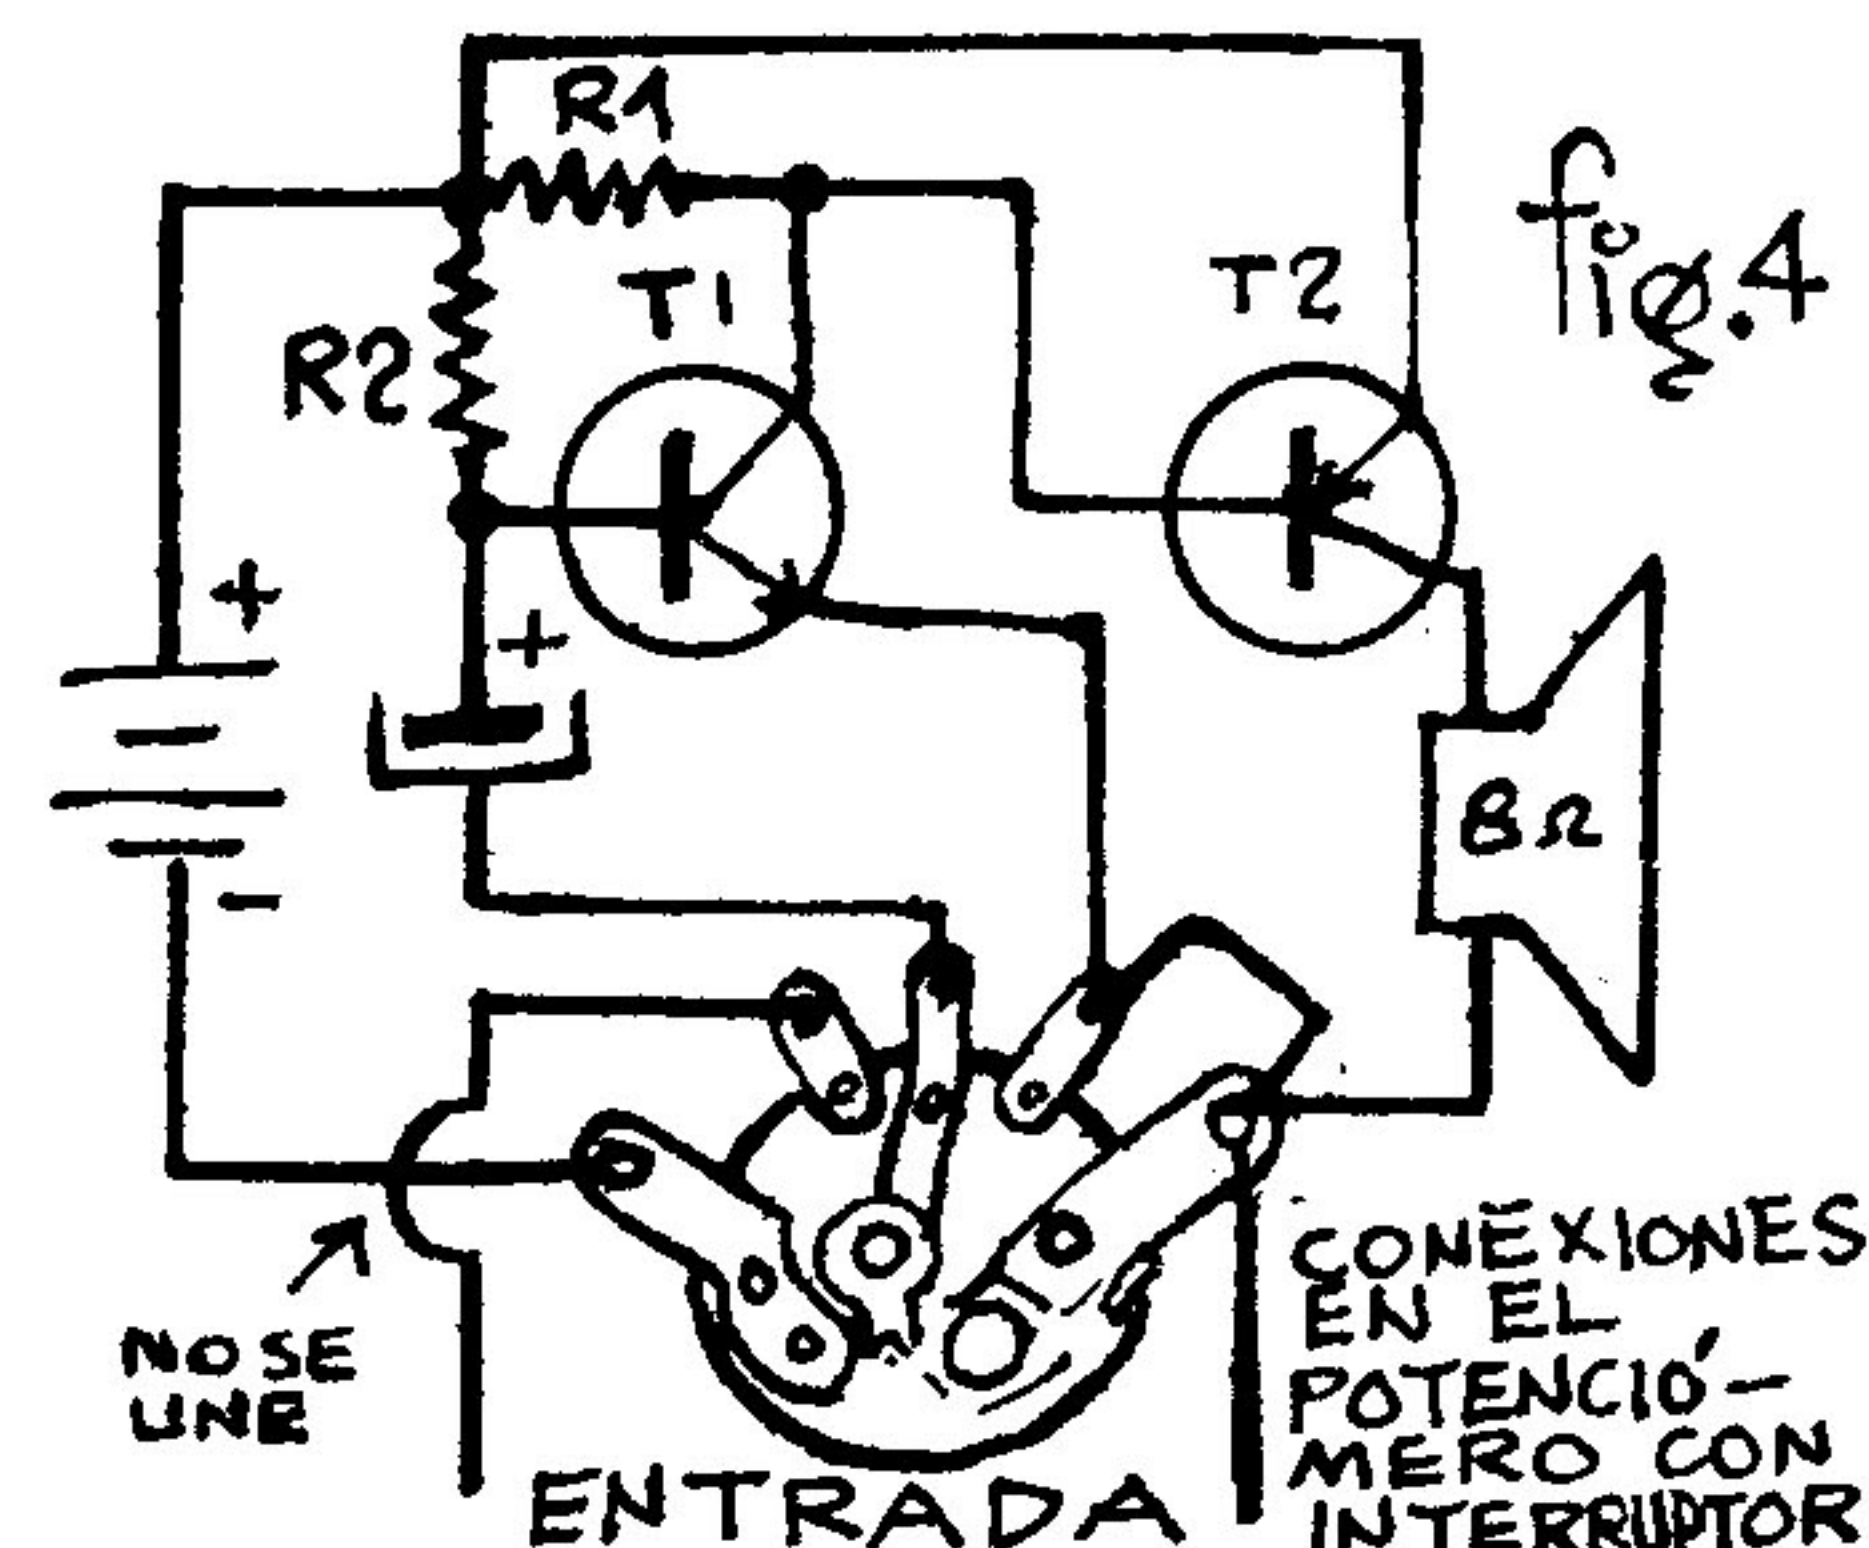 R1
fig.4
T1
T2
R2
+
+
8Ω
-
NO SE
UNE
ENTRADA
CONEXIONES
EN EL
POTENCIÓ-
MERO CON
INTERRUPTOR